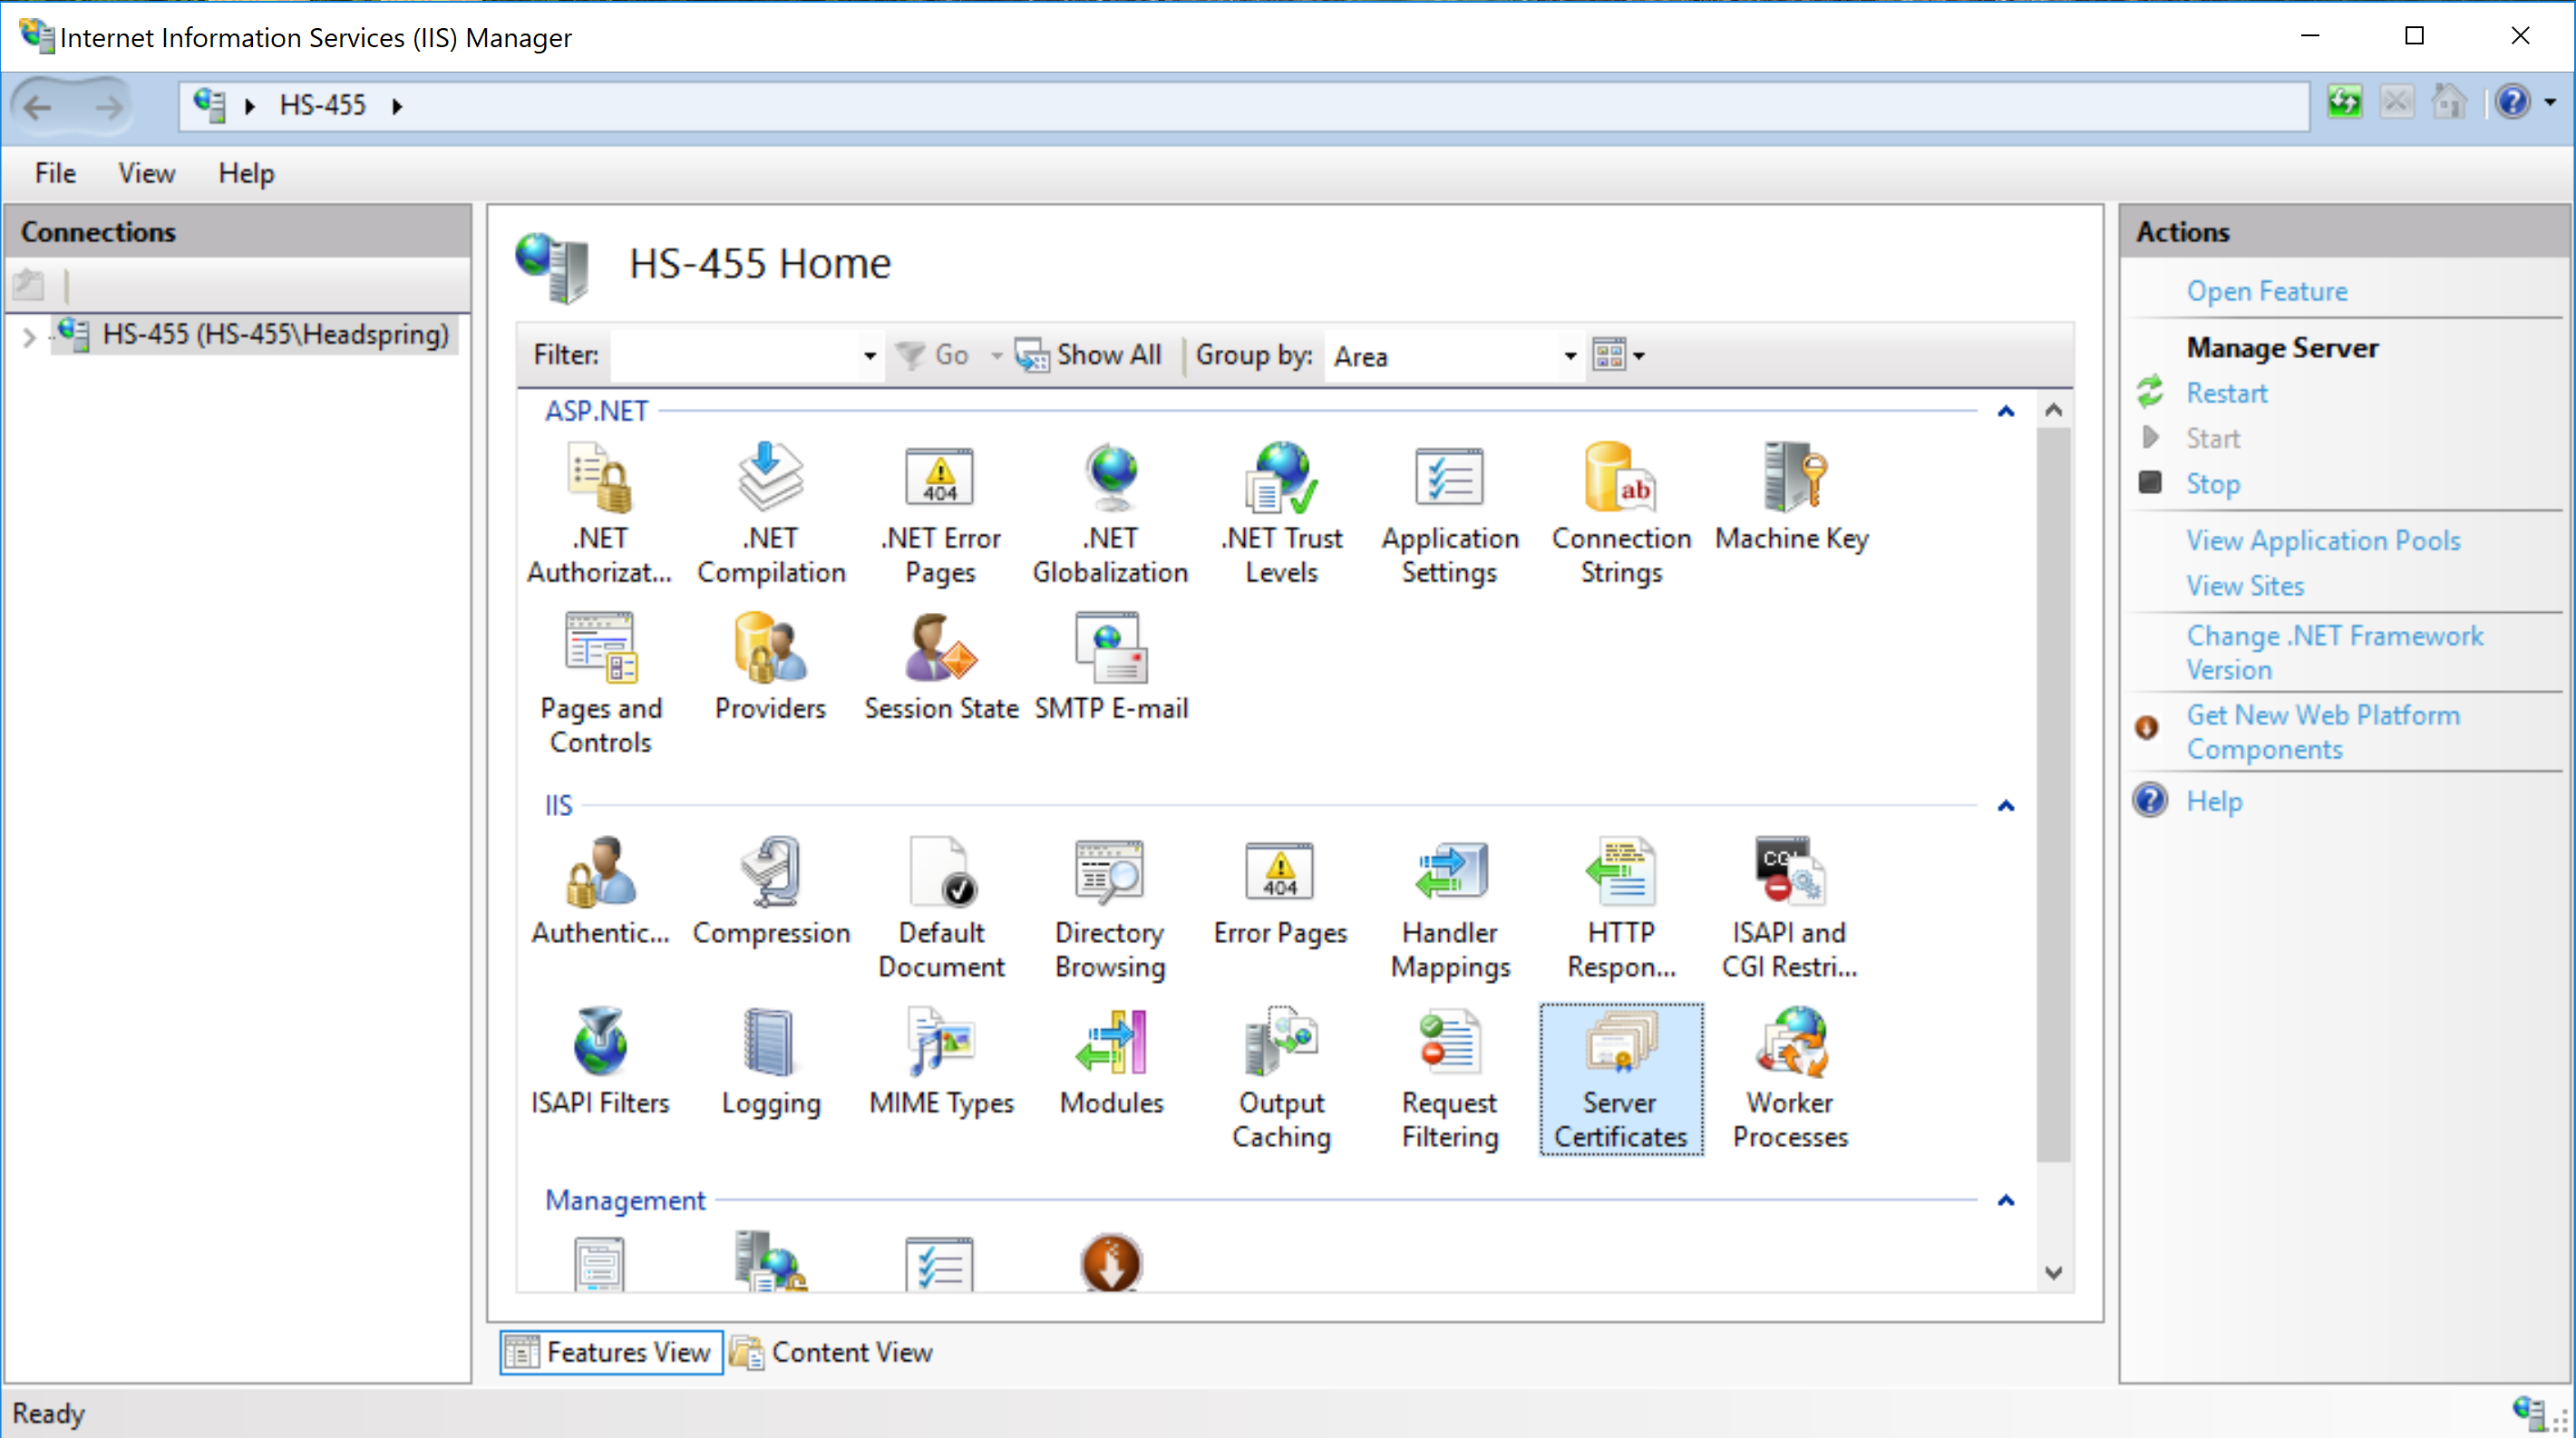 Internet Information Services (IIS) Manager
HS-455
File View Help
Connections
HS-455 (HS-455\Headspring)
HS-455 Home
Filter: Go Show All Group by: Area
ASP.NET
.NET Authorizat...
.NET Compilation
.NET Error Pages
.NET Globalization
.NET Trust Levels
Application Settings
Connection Strings
Machine Key
Pages and Controls
Providers
Session State
SMTP E-mail
IIS
Authentic...
Compression
Default Document
Directory Browsing
Error Pages
Handler Mappings
HTTP Respon...
ISAPI and CGI Restri...
ISAPI Filters
Logging
MIME Types
Modules
Output Caching
Request Filtering
Server Certificates
Worker Processes
Management
Features View
Content View
Actions
Open Feature
Manage Server
Restart
Start
Stop
View Application Pools
View Sites
Change .NET Framework
Version
Get New Web Platform
Components
Help
Ready